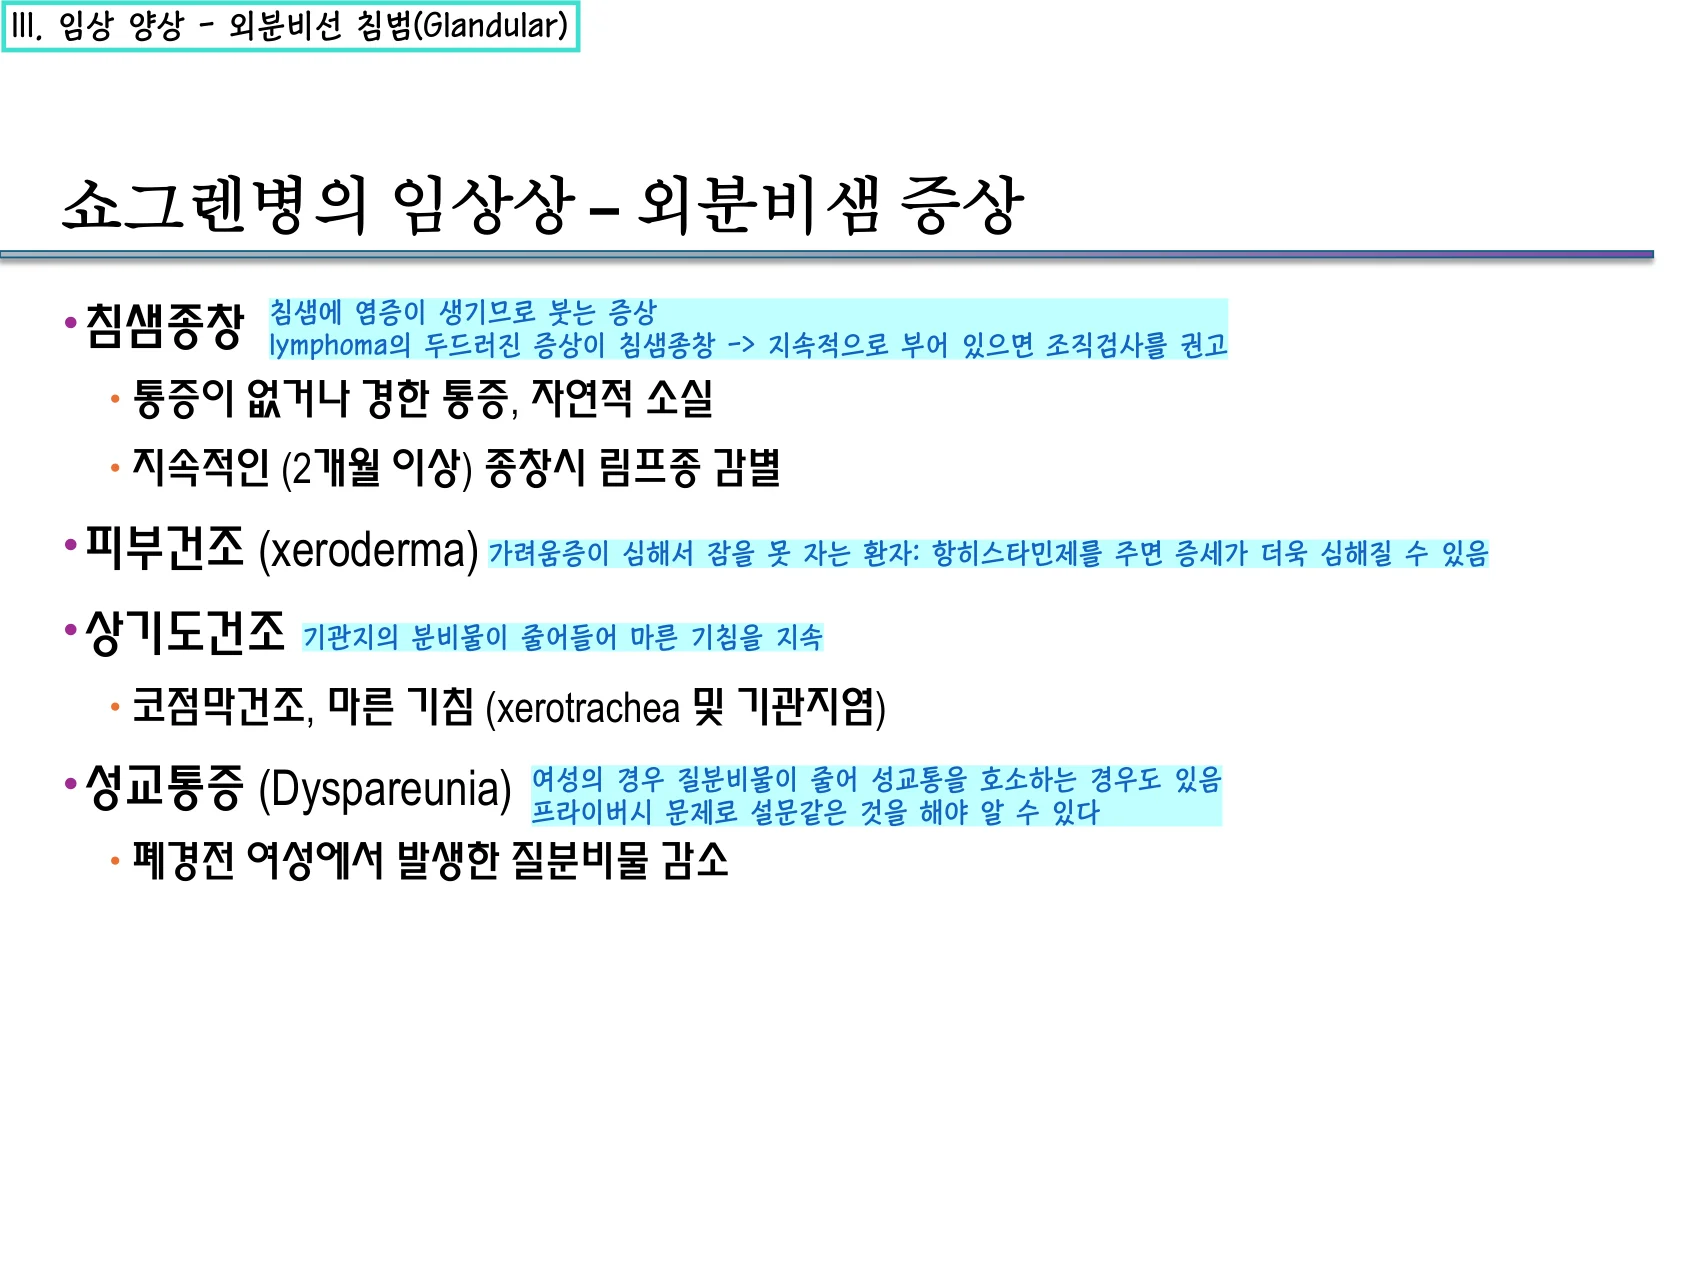 III. 임상 양상 - 외분비선 침범(Glandular)
쇼그렌병의 임상상 – 외분비샘 증상
•침샘종창
침샘에 염증이 생기므로 붓는 증상
lymphoma의 두드러진 증상이 침샘종창 -> 지속적으로 부어 있으면 조직검사를 권고
• 통증이 없거나 경한 통증, 자연적 소실
• 지속적인 (2개월 이상) 종창시 림프종 감별
•피부건조 (xeroderma) 가려움증이 심해서 잠을 못 자는 환자: 항히스타민제를 주면 증세가 더욱 심해질 수 있음
•상기도건조 기관지의 분비물이 줄어들어 마른 기침을 지속
• 코점막건조, 마른 기침 (xerotrachea 및 기관지염)
•성교통증 (Dyspareunia)
여성의 경우 질분비물이 줄어 성교통을 호소하는 경우도 있음
프라이버시 문제로 설문같은 것을 해야 알 수 있다
• 폐경전 여성에서 발생한 질분비물 감소